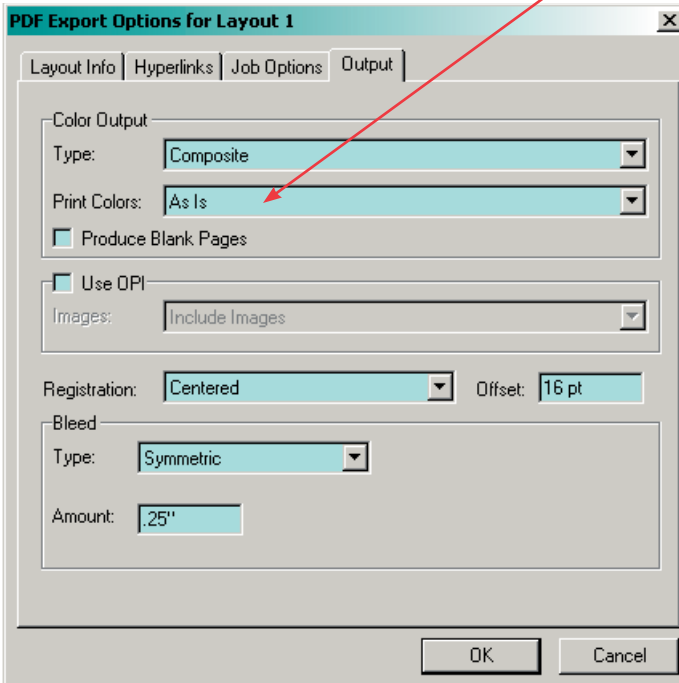 PDF Export Options for Layout 1
Layout Info Hyperlinks Job Options Output
Color Output
Type: Composite
Print Colors: As Is
Produce Blank Pages
Use OPI
Images: Include Images
Registration: Centered Offset: 16 pt
Bleed
Type: Symmetric
Amount: .25"
OK Cancel